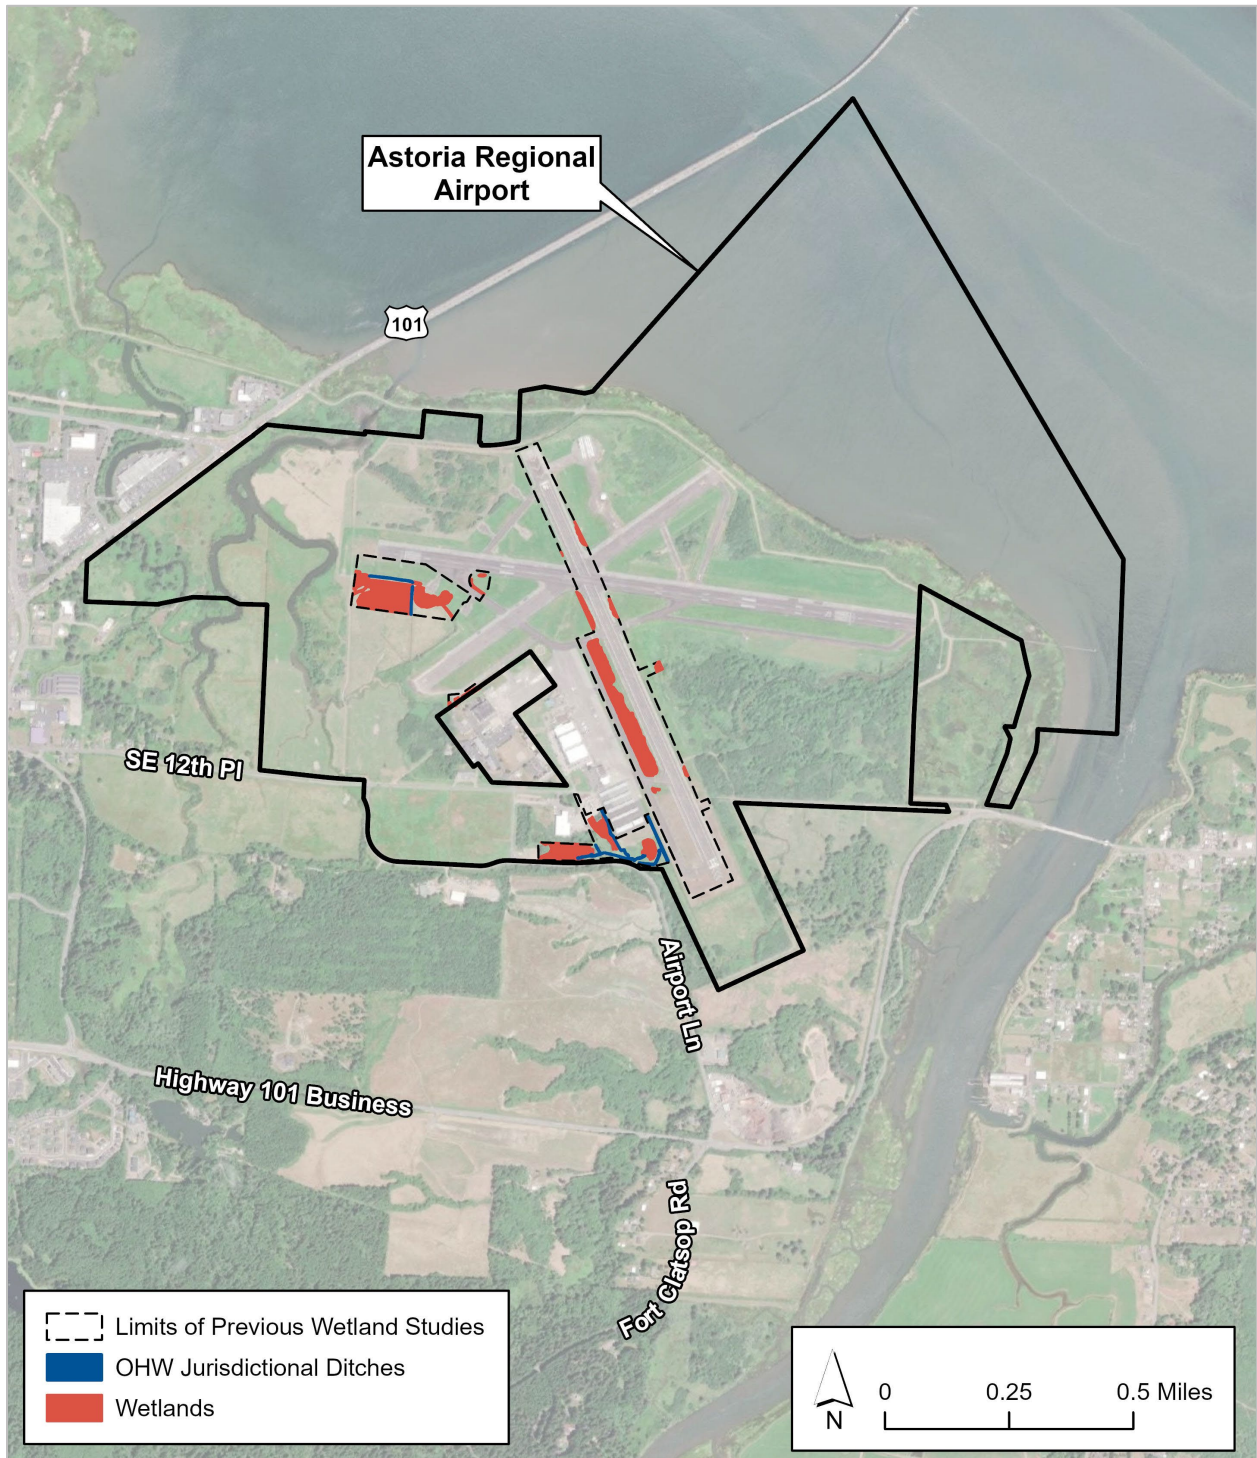 Astoria Regional
Airport
101
SE 12th Pl
Airport Ln
Highway 101 Business
Fort Clatsop Rd
Limits of Previous Wetland Studies
OHW Jurisdictional Ditches
Wetlands
N
0 0.25 0.5 Miles